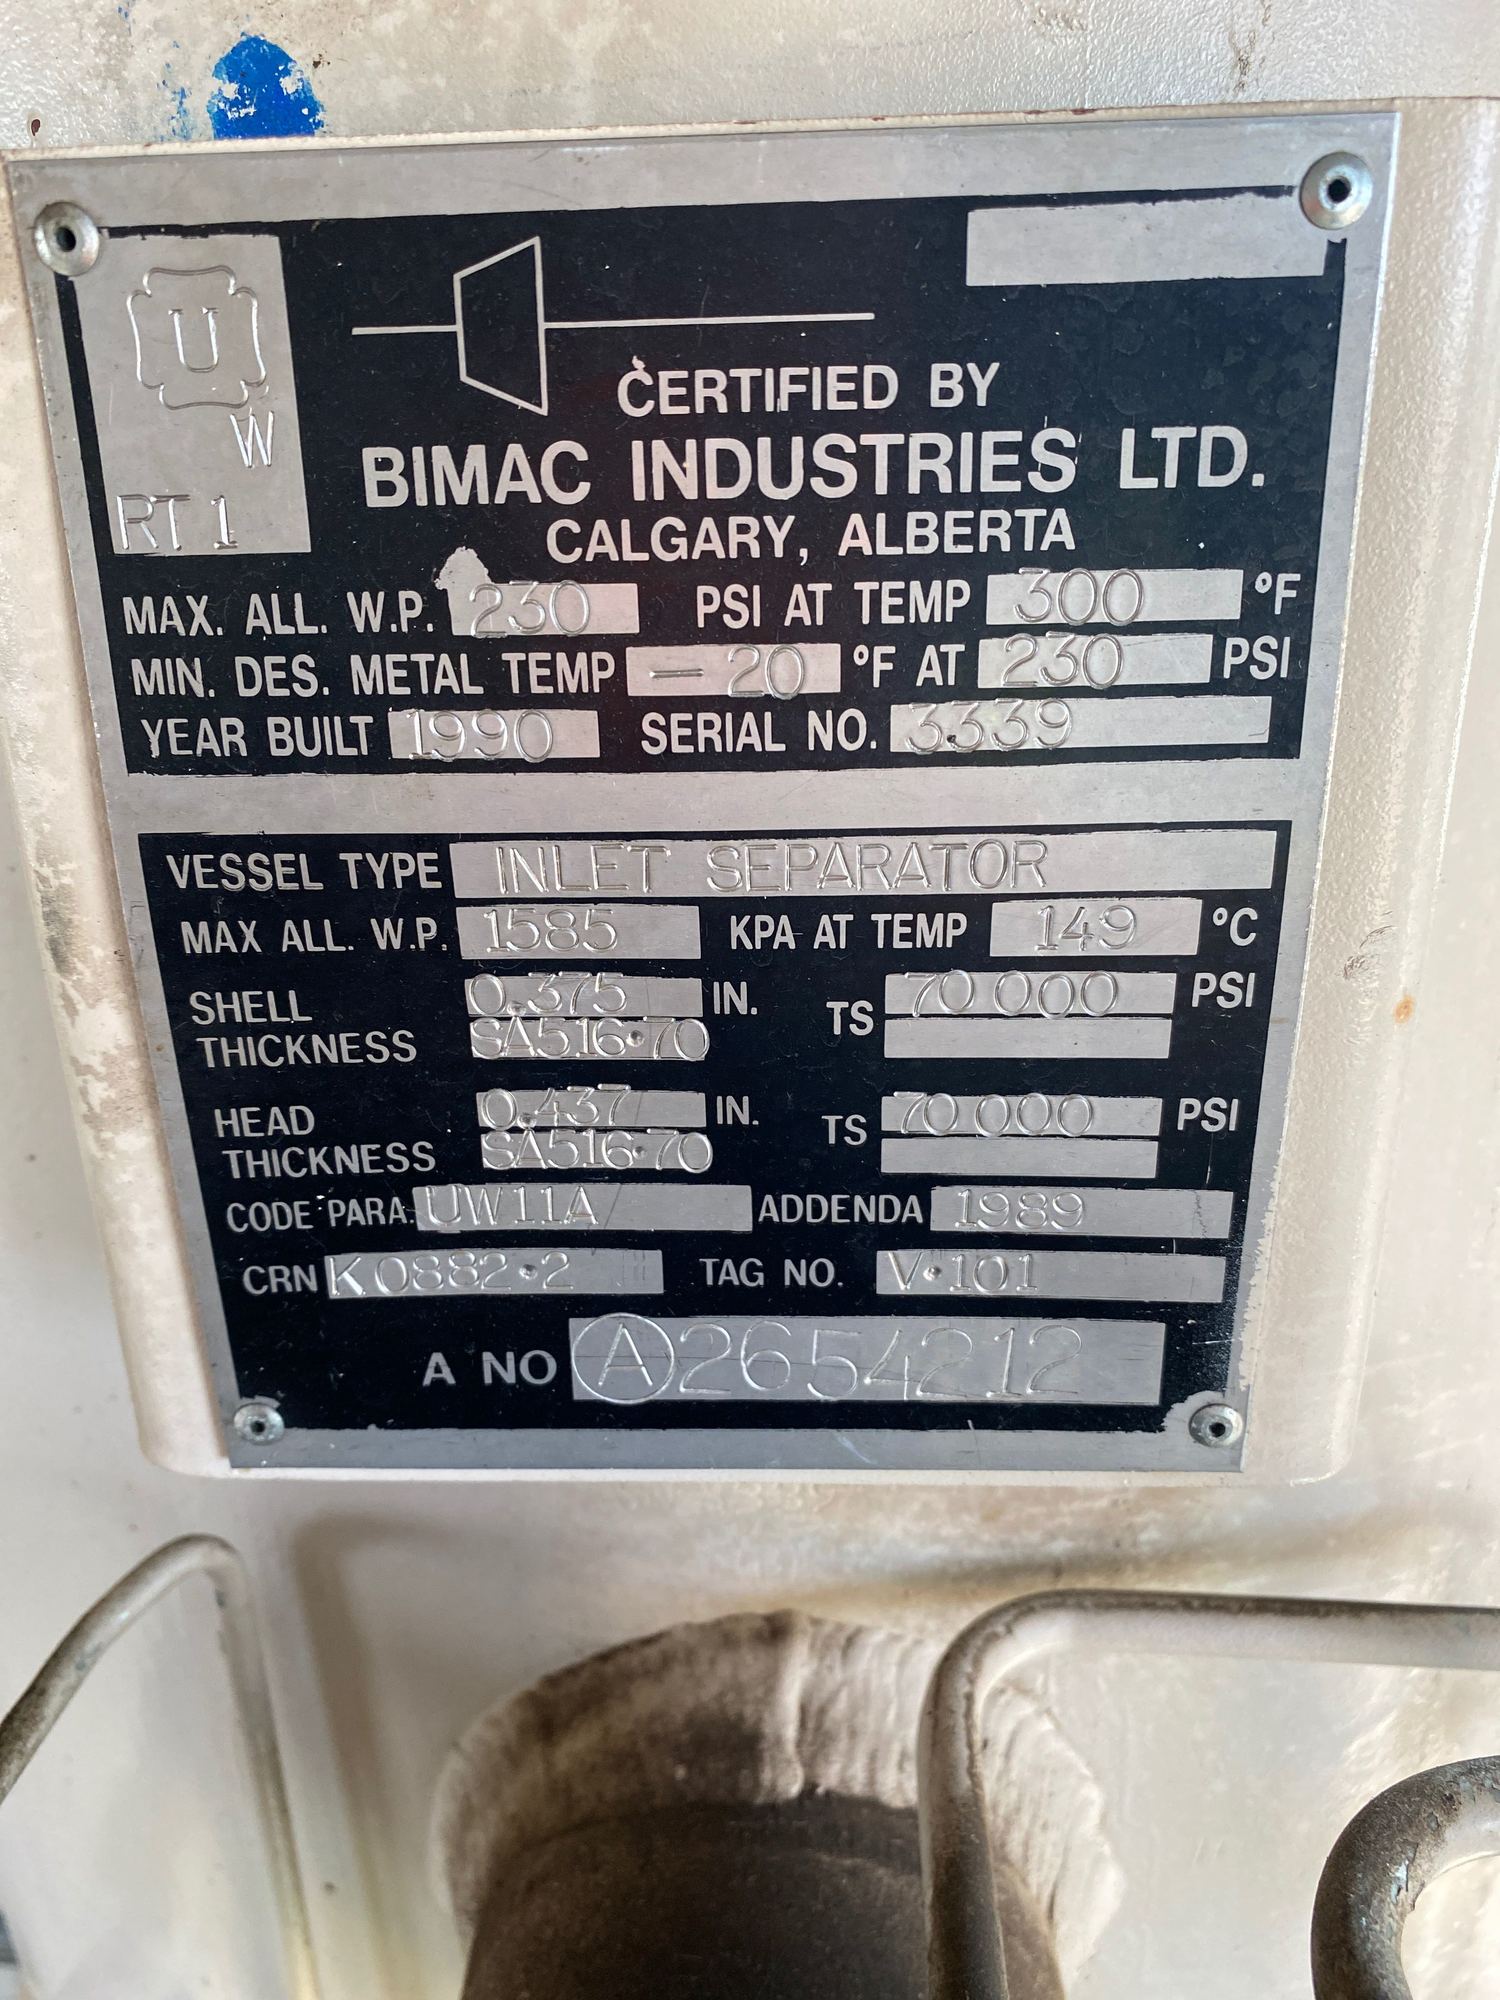 U
W
RT 1
CERTIFIED BY
BIMAC INDUSTRIES LTD.
CALGARY, ALBERTA
MAX. ALL. W.P. 230 PSI AT TEMP 300 °F
MIN. DES. METAL TEMP - 20 °F AT 230 PSI
YEAR BUILT 1990 SERIAL NO. 3339
VESSEL TYPE INLET SEPARATOR
MAX ALL. W.P. 1585 KPA AT TEMP 149 °C
SHELL THICKNESS 0.375 IN. TS 70 000 PSI
SA516·70
HEAD THICKNESS 0.437 IN. TS 70 000 PSI
SA516·70
CODE PARA. UW11A ADDENDA 1989
CRN K0882·2 TAG NO. V·101
A NO Ⓐ2654212